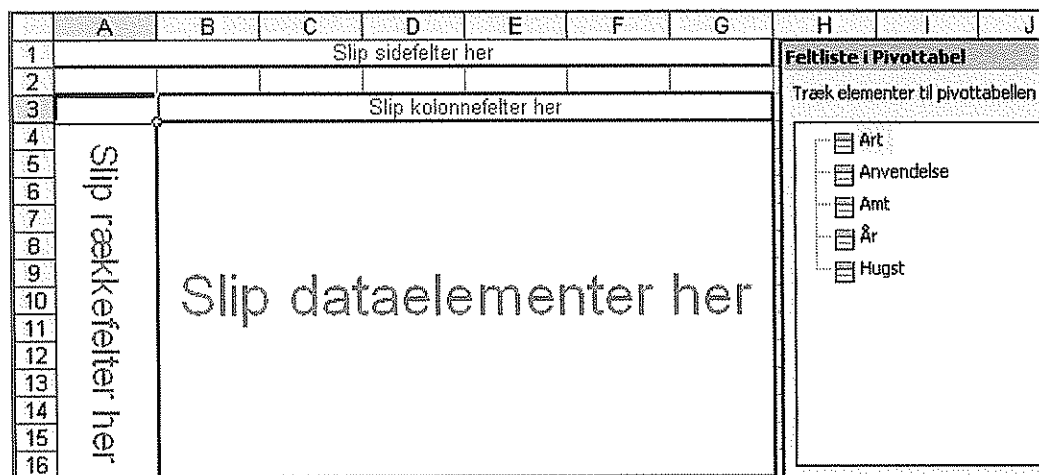 A B C D E F G H I J
1 Slip sidefelter her
Feltliste i Pivottabel
2
Træk elementer til pivottabellen
3 Slip kolonnefelter her
4
5
6
7
8
9
10
11
12
13
14
15
16
Slip rækkefelter her
Slip dataelementer her
Art
Anvendelse
Amt
År
Hugst